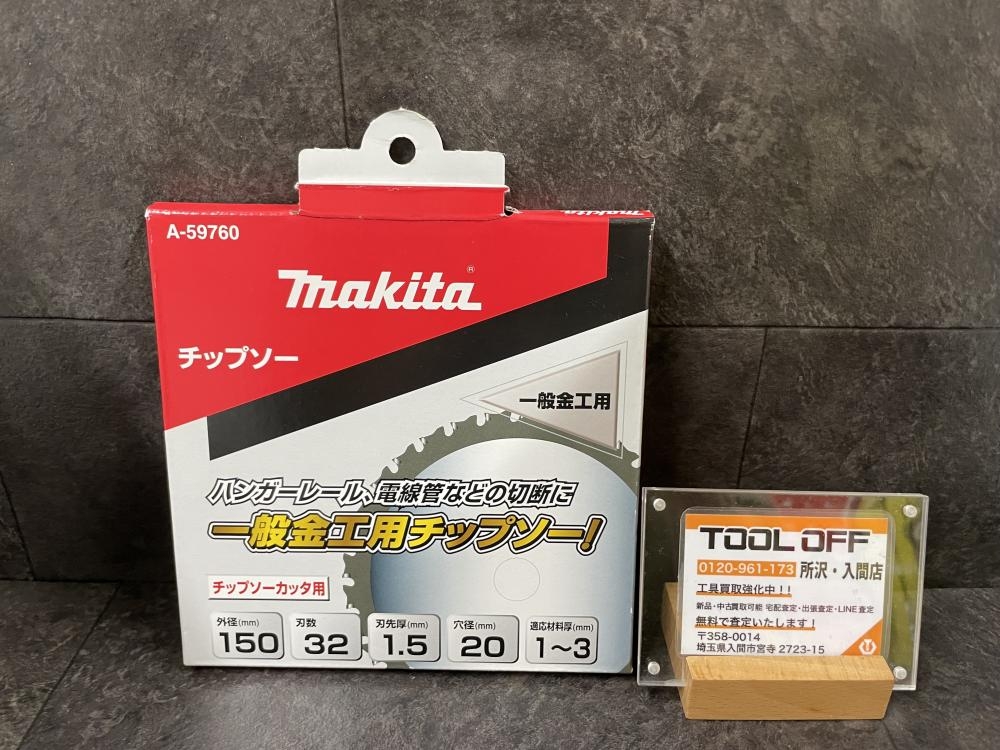 makita
A-59760
makita®
チップソー
一般金工用
ハンガーレール、電線管などの切断に
一般金工用チップソー!
チップソーカッタ用
外径(mm) 150
刃数 32
刃先厚(mm) 1.5
穴径(mm) 20
適応材料厚(mm) 1～3
TOOL OFF
0120-961-173 所沢・入間店
工具買取強化中!!
新品・中古買取可能 宅配査定・出張査定・LINE査定
無料で査定いたします!
〒358-0014
埼玉県入間市宮寺 2723-15